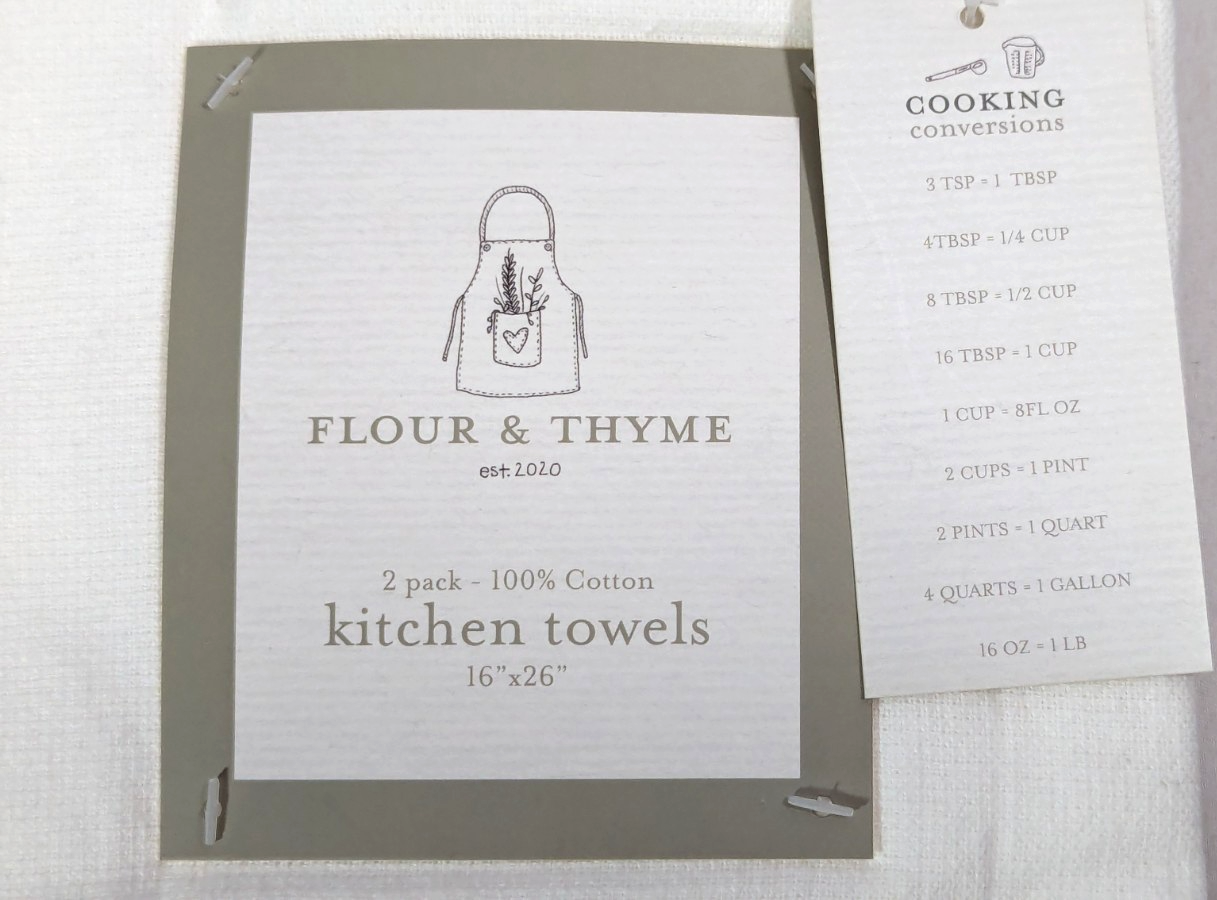 FLOUR & THYME
est. 2020
2 pack - 100% Cotton
kitchen towels
16”x26”
COOKING
conversions
3 TSP = 1 TBSP
4TBSP = 1/4 CUP
8 TBSP = 1/2 CUP
16 TBSP = 1 CUP
1 CUP = 8FL OZ
2 CUPS = 1 PINT
2 PINTS = 1 QUART
4 QUARTS = 1 GALLON
16 OZ = 1 LB